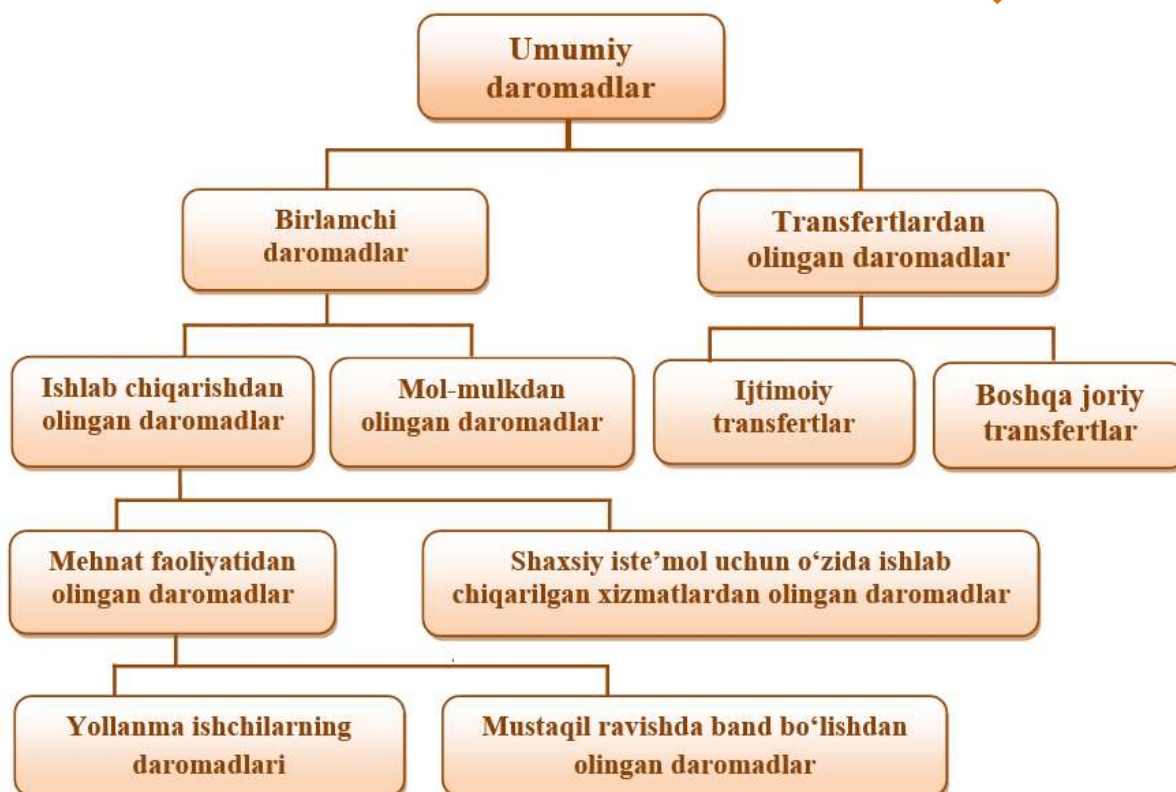 Umumiy
daromadlar
Birlamchi
daromadlar
Transfertlardan
olingan daromadlar
Ishlab chiqarishdan
olingan daromadlar
Mol-mulkdan
olingan daromadlar
Ijtimoiy
transfertlar
Boshqa joriy
transfertlar
Mehnat faoliyatidan
olingan daromadlar
Shaxsiy iste’mol uchun o‘zida ishlab
chiqarilgan xizmatlardan olingan daromadlar
Yollanma ishchilarning
daromadlari
Mustaqil ravishda band bo‘lishdan
olingan daromadlar